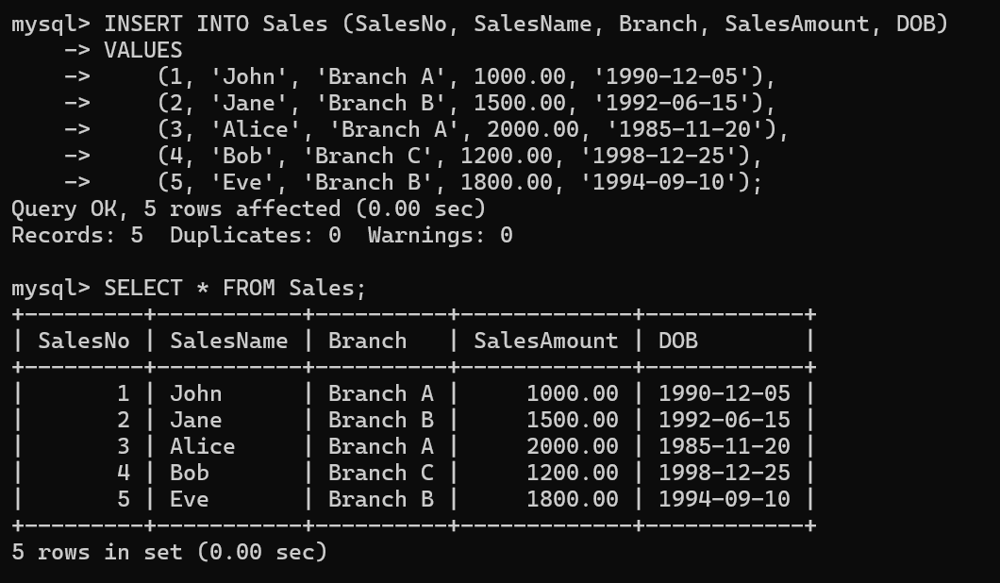 mysql> INSERT INTO Sales (SalesNo, SalesName, Branch, SalesAmount, DOB)
    -> VALUES
    ->     (1, 'John', 'Branch A', 1000.00, '1990-12-05'),
    ->     (2, 'Jane', 'Branch B', 1500.00, '1992-06-15'),
    ->     (3, 'Alice', 'Branch A', 2000.00, '1985-11-20'),
    ->     (4, 'Bob', 'Branch C', 1200.00, '1998-12-25'),
    ->     (5, 'Eve', 'Branch B', 1800.00, '1994-09-10');
Query OK, 5 rows affected (0.00 sec)
Records: 5  Duplicates: 0  Warnings: 0

mysql> SELECT * FROM Sales;
+---------+-----------+----------+-------------+------------+
| SalesNo | SalesName | Branch   | SalesAmount | DOB        |
+---------+-----------+----------+-------------+------------+
|       1 | John      | Branch A |     1000.00 | 1990-12-05 |
|       2 | Jane      | Branch B |     1500.00 | 1992-06-15 |
|       3 | Alice     | Branch A |     2000.00 | 1985-11-20 |
|       4 | Bob       | Branch C |     1200.00 | 1998-12-25 |
|       5 | Eve       | Branch B |     1800.00 | 1994-09-10 |
+---------+-----------+----------+-------------+------------+
5 rows in set (0.00 sec)